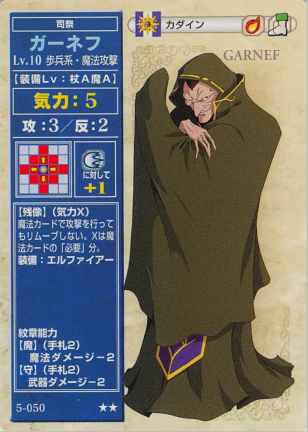 司祭
カダイン
ガーネフ
Lv.10 歩兵系・魔法攻撃
【装備Lv：杖A魔A】
GARNEF
気力：5
攻：3／反：2
に対して
+1
【残像】（気力X）
魔法カードで攻撃を行って
もリムーブしない。Xは魔
法カードの「必要」分。
装備：エルファイアー
紋章能力
【魔】（手札2）
魔法ダメージ－2
【守】（手札2）
武器ダメージ－2
5-050
★★